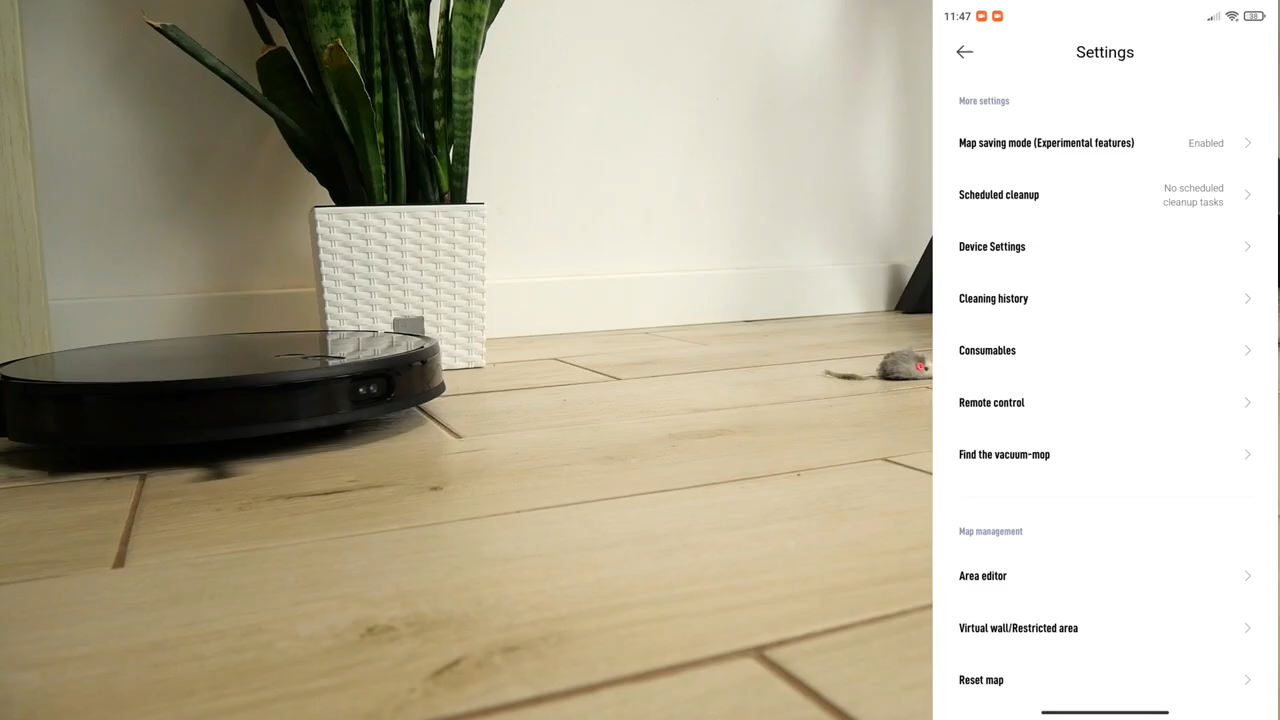 11:47
38
Settings
More settings
Map saving mode (Experimental features)
Enabled
Scheduled cleanup
No scheduled
cleanup tasks
Device Settings
Cleaning history
Consumables
Remote control
Find the vacuum-mop
Map management
Area editor
Virtual wall/Restricted area
Reset map